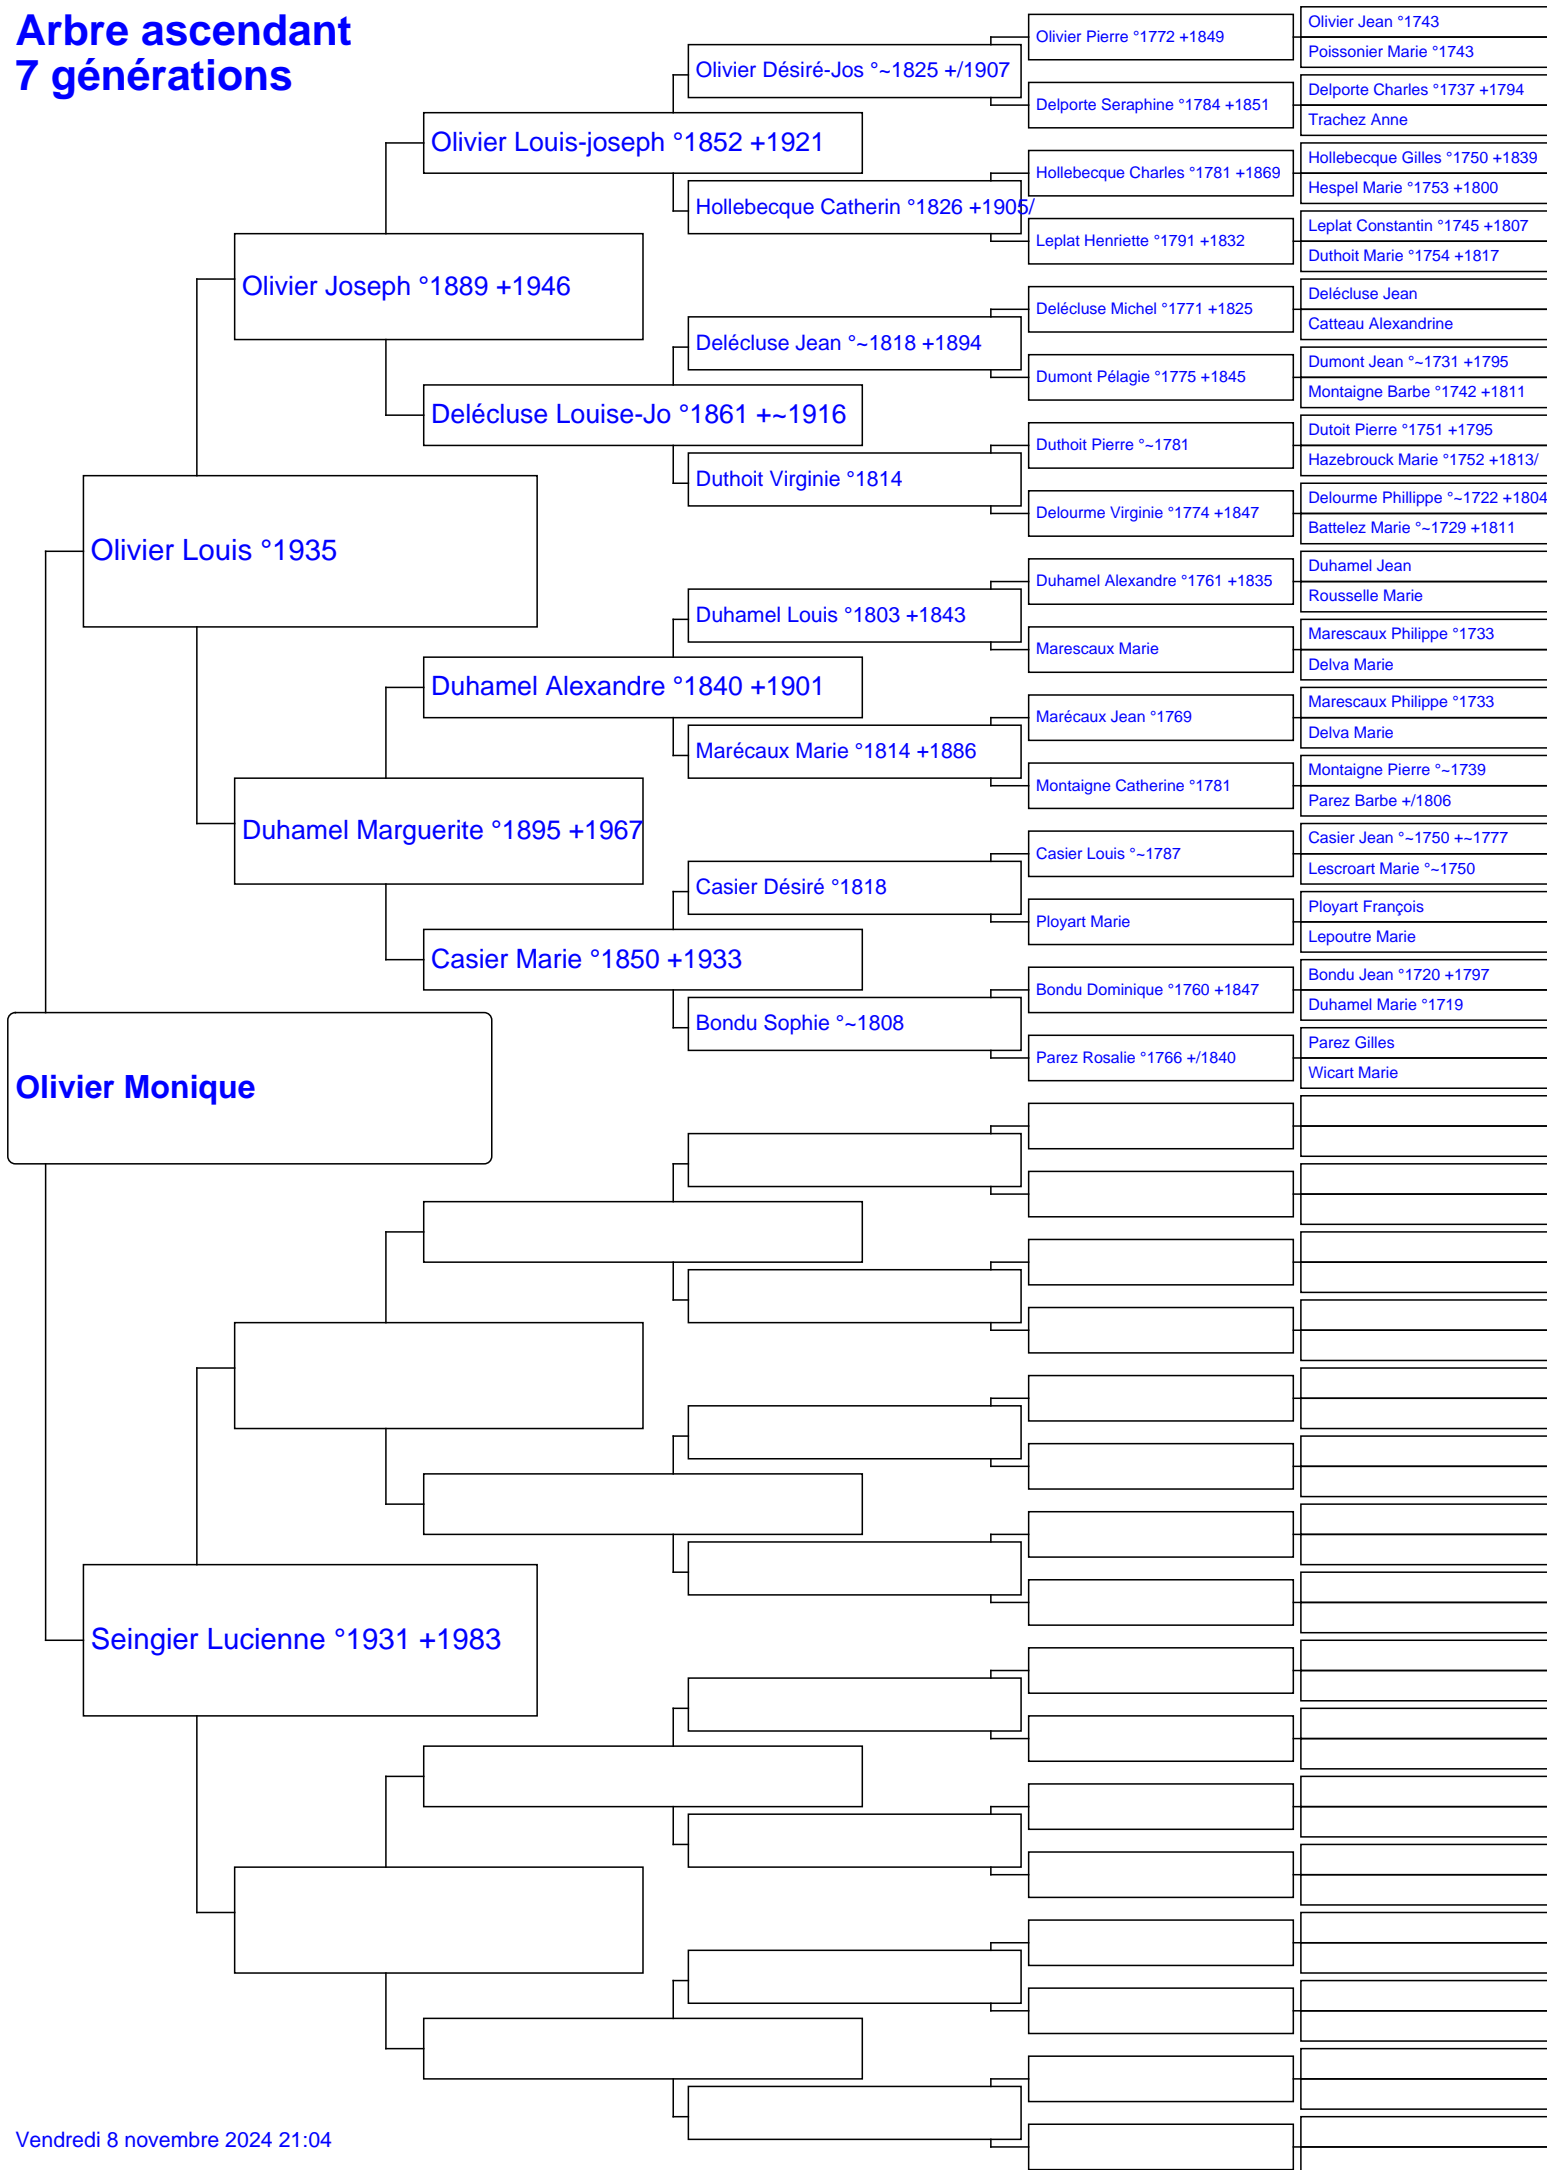 Arbre ascendant
7 générations
Olivier Monique
Olivier Louis °1935
Seingier Lucienne °1931 +1983
Olivier Joseph °1889 +1946
Duhamel Marguerite °1895 +1967
Olivier Louis-joseph °1852 +1921
Delécluse Louise-Jo °1861 +~1916
Duhamel Alexandre °1840 +1901
Casier Marie °1850 +1933
Olivier Désiré-Jos °~1825 +/1907
Hollebecque Catherin °1826 +1905/
Delécluse Jean °~1818 +1894
Duthoit Virginie °1814
Duhamel Louis °1803 +1843
Marécaux Marie °1814 +1886
Casier Désiré °1818
Bondu Sophie °~1808
Olivier Pierre °1772 +1849
Delporte Seraphine °1784 +1851
Hollebecque Charles °1781 +1869
Leplat Henriette °1791 +1832
Delécluse Michel °1771 +1825
Dumont Pélagie °1775 +1845
Duthoit Pierre °~1781
Delourme Virginie °1774 +1847
Duhamel Alexandre °1761 +1835
Marescaux Marie
Marécaux Jean °1769
Montaigne Catherine °1781
Casier Louis °~1787
Ployart Marie
Bondu Dominique °1760 +1847
Parez Rosalie °1766 +/1840
Olivier Jean °1743
Poissonier Marie °1743
Delporte Charles °1737 +1794
Trachez Anne
Hollebecque Gilles °1750 +1839
Hespel Marie °1753 +1800
Leplat Constantin °1745 +1807
Duthoit Marie °1754 +1817
Delécluse Jean
Catteau Alexandrine
Dumont Jean °~1731 +1795
Montaigne Barbe °1742 +1811
Dutoit Pierre °1751 +1795
Hazebrouck Marie °1752 +1813/
Delourme Phillippe °~1722 +1804
Battelez Marie °~1729 +1811
Duhamel Jean
Rousselle Marie
Marescaux Philippe °1733
Delva Marie
Marescaux Philippe °1733
Delva Marie
Montaigne Pierre °~1739
Parez Barbe +/1806
Casier Jean °~1750 +~1777
Lescroart Marie °~1750
Ployart François
Lepoutre Marie
Bondu Jean °1720 +1797
Duhamel Marie °1719
Parez Gilles
Wicart Marie
Vendredi 8 novembre 2024 21:04